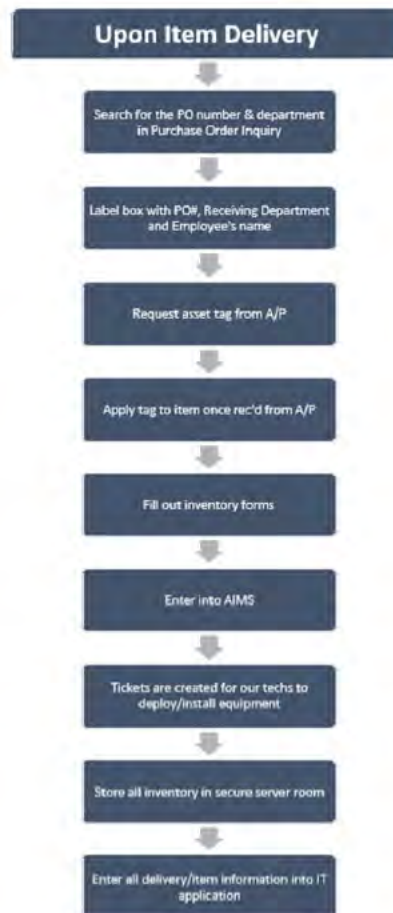 Upon Item Delivery
Search for the PO number & department
in Purchase Order Inquiry
Label box with PO#, Receiving Department
and Employee's name
Request asset tag from A/P
Apply tag to item once rec'd from A/P
Fill out inventory forms
Enter into AIMS
Tickets are created for our techs to
deploy/install equipment
Store all inventory in secure server room
Enter all delivery/item information into IT
application